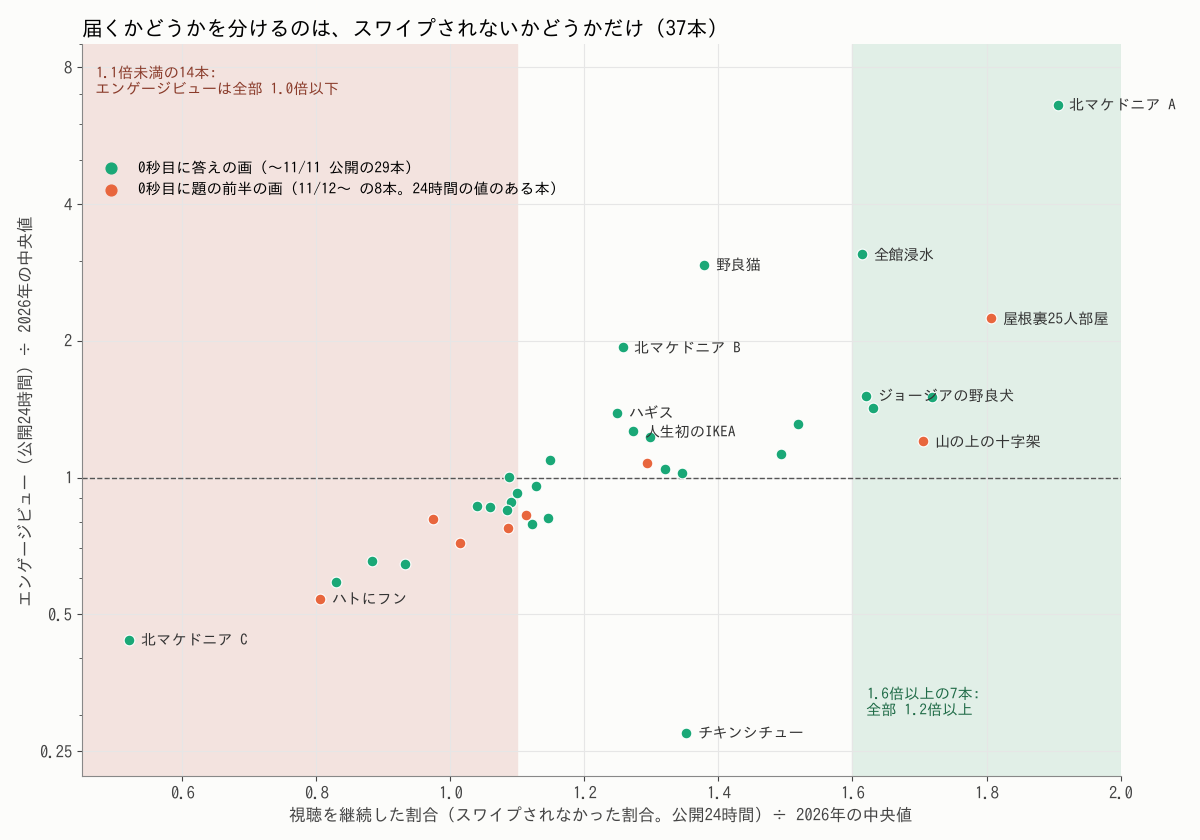 届くかどうかを分けるのは、スワイプされないかどうかだけ（37本）
1.1倍未満の14本:
エンゲージビューは全部 1.0倍以下
0秒目に答えの画（〜11/11 公開の29本）
0秒目に題の前半の画（11/12〜 の8本。24時間の値のある本）
北マケドニア A
全館浸水
野良猫
屋根裏25人部屋
北マケドニア B
ジョージアの野良犬
ハギス
人生初のIKEA
山の上の十字架
ハトにフン
北マケドニア C
1.6倍以上の7本:
全部 1.2倍以上
チキンシチュー
8
4
2
1
0.5
0.25
エンゲージビュー（公開24時間）÷ 2026年の中央値
0.6
0.8
1.0
1.2
1.4
1.6
1.8
2.0
視聴を継続した割合（スワイプされなかった割合。公開24時間）÷ 2026年の中央値